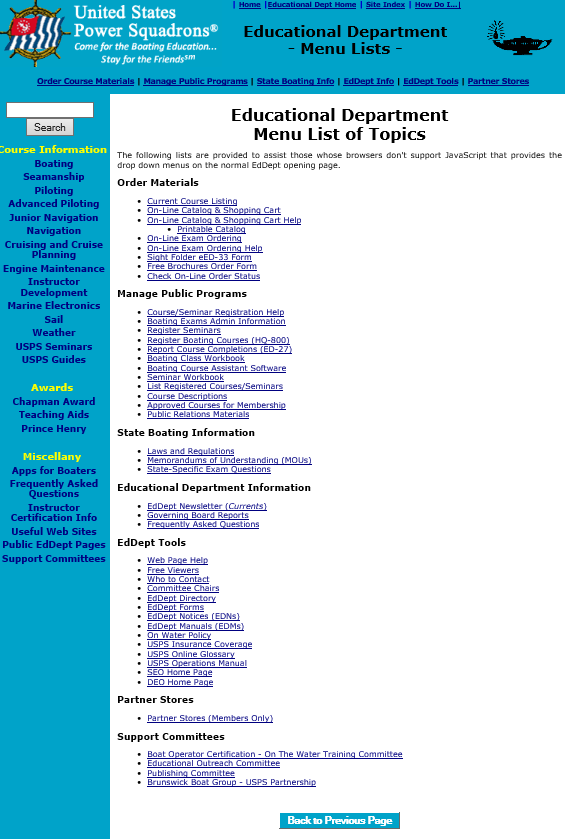 United States
Power Squadrons®
Come for the Boating Education...
Stay for the Friendsˢᵐ
| Home |Educational Dept Home | Site Index | How Do I...|
Educational Department
- Menu Lists -
Order Course Materials | Manage Public Programs | State Boating Info | EdDept Info | EdDept Tools | Partner Stores
Search
Course Information
Boating
Seamanship
Piloting
Advanced Piloting
Junior Navigation
Navigation
Cruising and Cruise
Planning
Engine Maintenance
Instructor
Development
Marine Electronics
Sail
Weather
USPS Seminars
USPS Guides
Awards
Chapman Award
Teaching Aids
Prince Henry
Miscellany
Apps for Boaters
Frequently Asked
Questions
Instructor
Certification Info
Useful Web Sites
Public EdDept Pages
Support Committees
Educational Department
Menu List of Topics
The following lists are provided to assist those whose browsers don't support JavaScript that provides the
drop down menus on the normal EdDept opening page.
Order Materials
• Current Course Listing
• On-Line Catalog & Shopping Cart
• On-Line Catalog & Shopping Cart Help
• Printable Catalog
• On-Line Exam Ordering
• On-Line Exam Ordering Help
• Sight Folder eED-33 Form
• Free Brochures Order Form
• Check On-Line Order Status
Manage Public Programs
• Course/Seminar Registration Help
• Boating Exams Admin Information
• Register Seminars
• Register Boating Courses (HQ-800)
• Report Course Completions (ED-27)
• Boating Class Workbook
• Boating Course Assistant Software
• Seminar Workbook
• List Registered Courses/Seminars
• Course Descriptions
• Approved Courses for Membership
• Public Relations Materials
State Boating Information
• Laws and Regulations
• Memorandums of Understanding (MOUs)
• State-Specific Exam Questions
Educational Department Information
• EdDept Newsletter (Currents)
• Governing Board Reports
• Frequently Asked Questions
EdDept Tools
• Web Page Help
• Free Viewers
• Who to Contact
• Committee Chairs
• EdDept Directory
• EdDept Forms
• EdDept Notices (EDNs)
• EdDept Manuals (EDMs)
• On Water Policy
• USPS Insurance Coverage
• USPS Online Glossary
• USPS Operations Manual
• SEO Home Page
• DEO Home Page
Partner Stores
• Partner Stores (Members Only)
Support Committees
• Boat Operator Certification - On The Water Training Committee
• Educational Outreach Committee
• Publishing Committee
• Brunswick Boat Group - USPS Partnership
Back to Previous Page